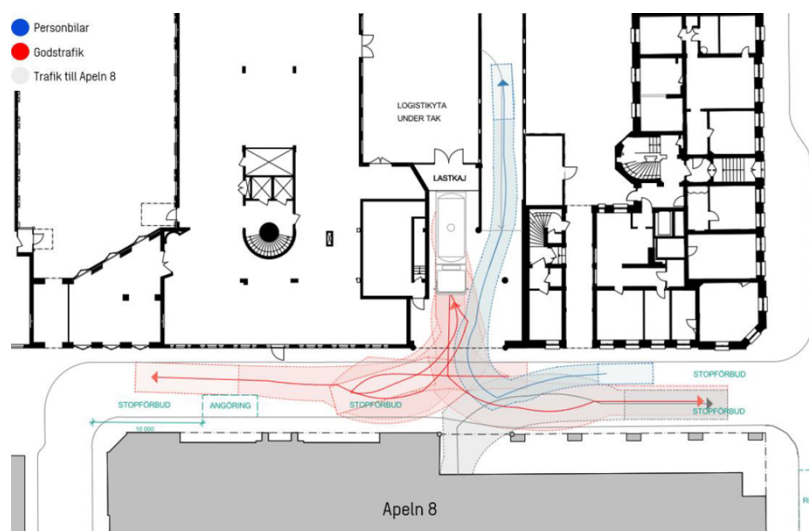 Personbilar
Godstrafik
Trafik till Apeln 8
LOGISTIKYTA
UNDER TAK
LASTKAJ
STOPFÖRBUD
STOPFÖRBUD
ANGÖRING
STOPFÖRBUD
STOPFÖRBUD
10 000
Apeln 8